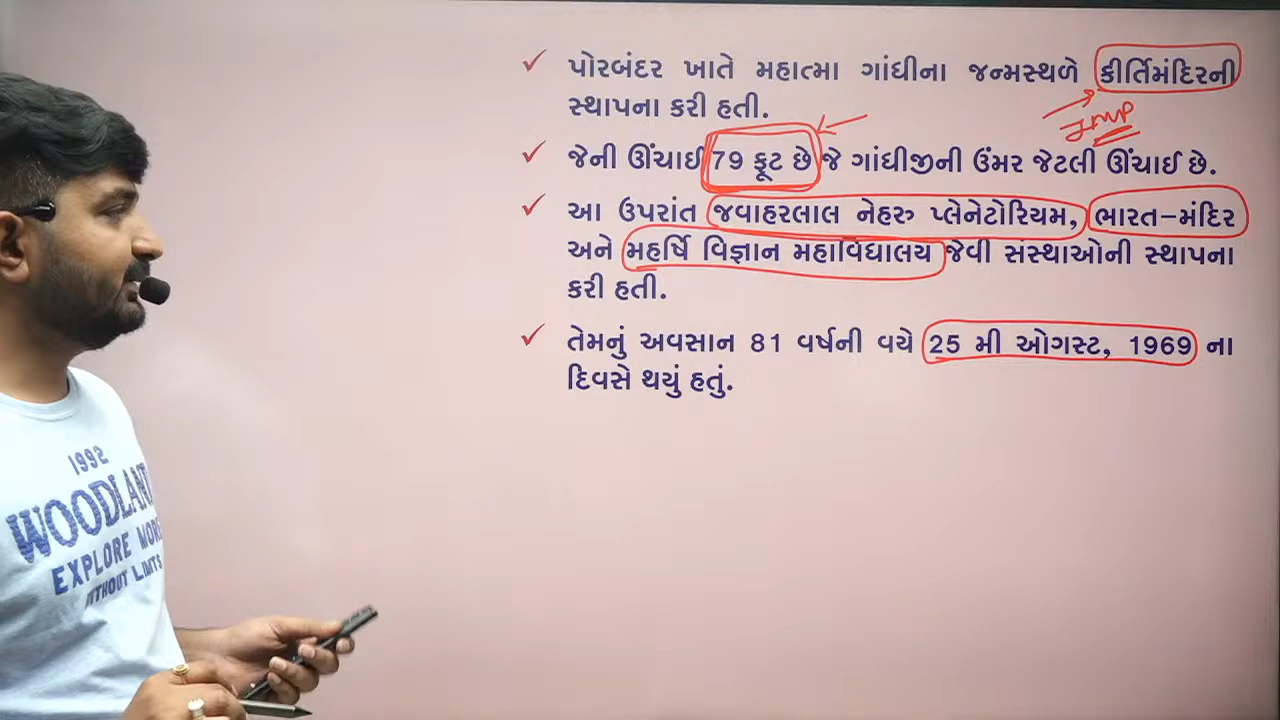 પોરબંદર ખાતે મહાત્મા ગાંધીના જન્મસ્થળે કીર્તિમંદિરની
સ્થાપના કરી હતી.
IMP
જેની ઊંચાઈ 79 ફૂટ છે જે ગાંધીજીની ઉંમર જેટલી ઊંચાઈ છે.
આ ઉપરાંત જવાહરલાલ નેહરુ પ્લેનેટોરિયમ, ભારત-મંદિર
અને મહર્ષિ વિજ્ઞાન મહાવિદ્યાલય જેવી સંસ્થાઓની સ્થાપના
કરી હતી.
તેમનું અવસાન 81 વર્ષની વયે 25 મી ઓગસ્ટ, 1969 ના
દિવસે થયું હતું.
1992
WOODLAND
EXPLORE MORE
WITHOUT LIMITS